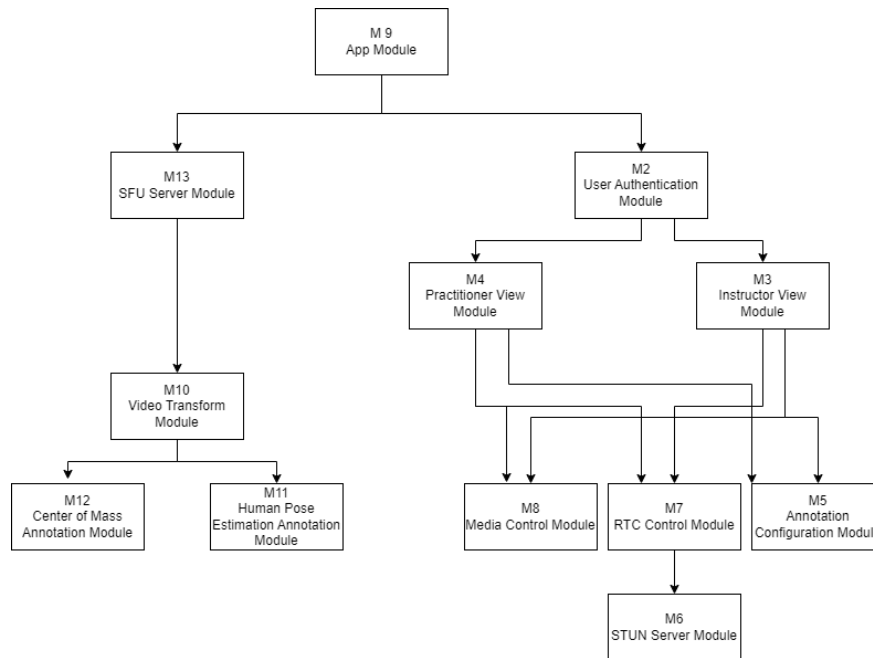 M 9
App Module
M13
SFU Server Module
M2
User Authentication
Module
M4
Practitioner View
Module
M3
Instructor View
Module
M10
Video Transform
Module
M12
Center of Mass
Annotation Module
M11
Human Pose
Estimation Annotation
Module
M8
Media Control Module
M7
RTC Control Module
M5
Annotation
Configuration Module
M6
STUN Server Module